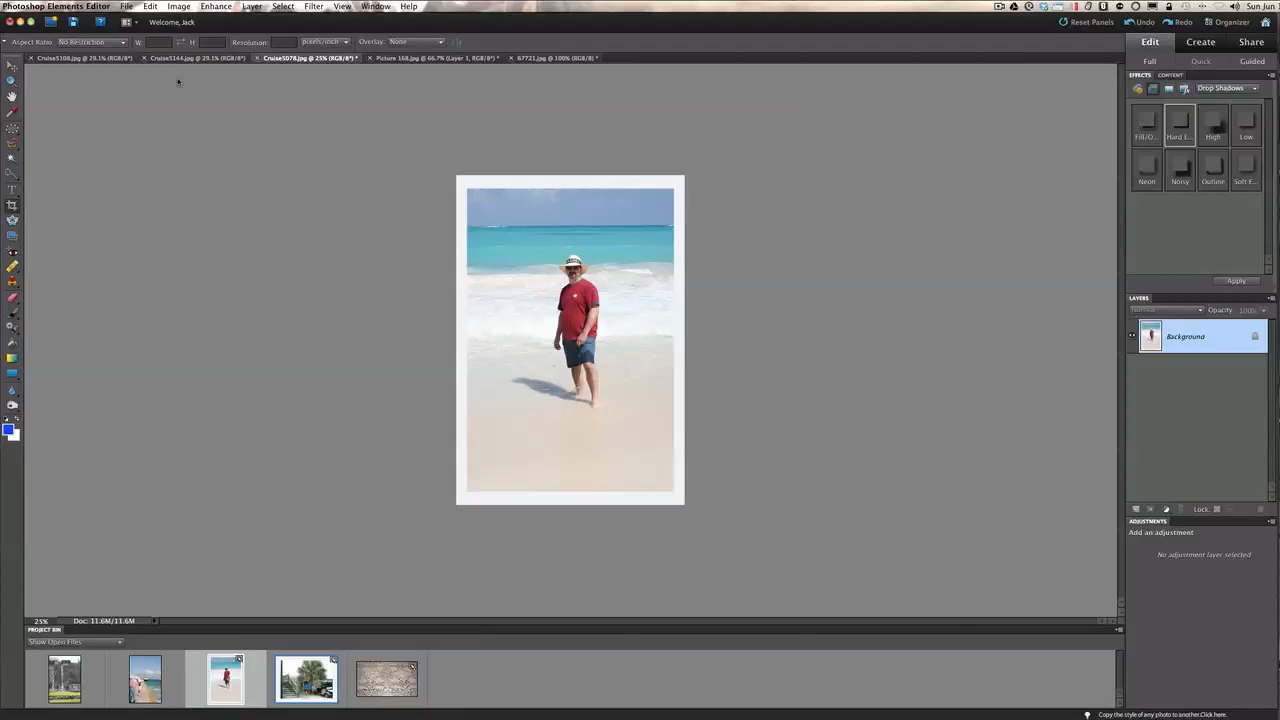 Photoshop Elements Editor File Edit Image Enhance Layer Select Filter View Window Help Sun Jun
Welcome, Jack Reset Panels Undo Redo Organizer
Aspect Ratio No Restriction W: H: Resolution: pixels/inch Overlay: None
Edit Create Share
Cruise5108.jpg @ 29.1% (RGB/8*) Cruise5144.jpg @ 29.1% (RGB/8*) Cruise5078.jpg @ 25% (RGB/8*) * Picture 168.jpg @ 66.7% (Layer 1, RGB/8*) * 67721.jpg @ 100% (RGB/8) *
Full Quick Guided
EFFECTS CONTENT
Drop Shadows
Fill/O... Hard E... High Low
Neon Noisy Outline Soft E...
Apply
LAYERS
Normal Opacity: 100%
Background
Lock:
ADJUSTMENTS
Add an adjustment
No adjustment layer selected
25% Doc: 11.6M/11.6M
PROJECT BIN
Show Open Files
Copy the style of any photo to another.Click here.